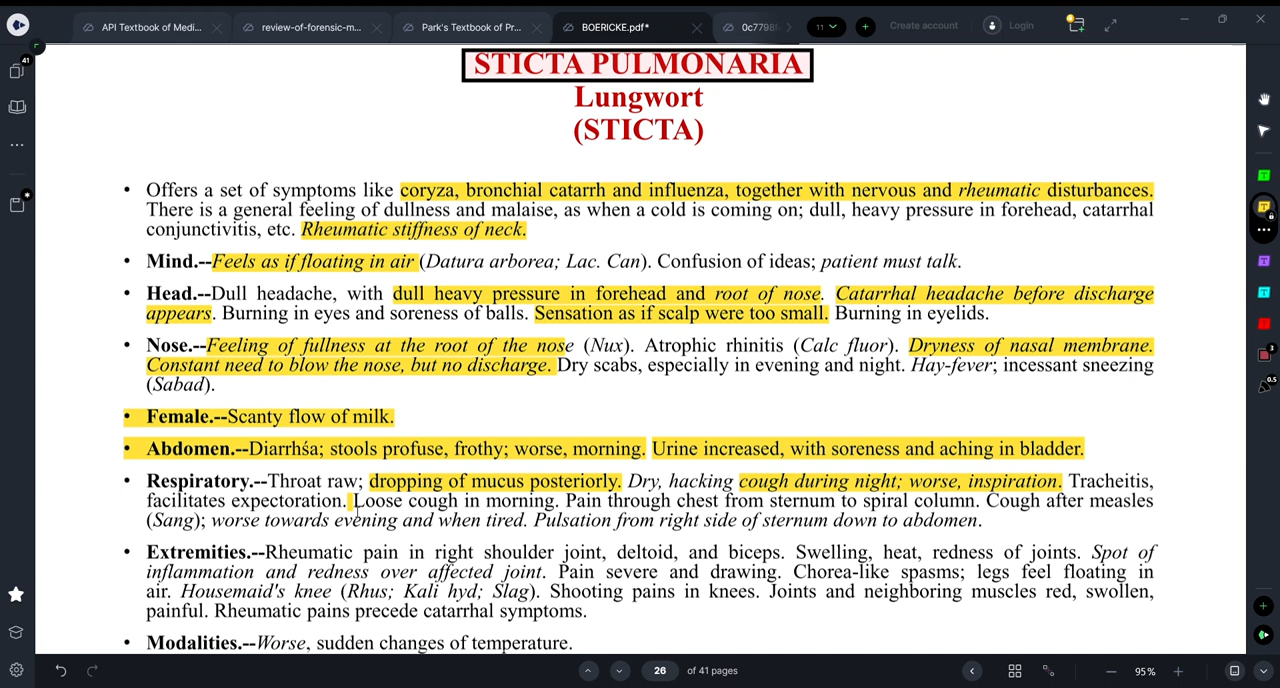 API Textbook of Medi...
review-of-forensic-m...
Park's Textbook of Pr...
BOERICKE.pdf*
0c7798f
11
Create account
Login
41
STICTA PULMONARIA
Lungwort
(STICTA)
• Offers a set of symptoms like coryza, bronchial catarrh and influenza, together with nervous and rheumatic disturbances.
There is a general feeling of dullness and malaise, as when a cold is coming on; dull, heavy pressure in forehead, catarrhal
conjunctivitis, etc. Rheumatic stiffness of neck.
• Mind.--Feels as if floating in air (Datura arborea; Lac. Can). Confusion of ideas; patient must talk.
• Head.--Dull headache, with dull heavy pressure in forehead and root of nose. Catarrhal headache before discharge
appears. Burning in eyes and soreness of balls. Sensation as if scalp were too small. Burning in eyelids.
• Nose.--Feeling of fullness at the root of the nose (Nux). Atrophic rhinitis (Calc fluor). Dryness of nasal membrane.
Constant need to blow the nose, but no discharge. Dry scabs, especially in evening and night. Hay-fever; incessant sneezing
(Sabad).
• Female.--Scanty flow of milk.
• Abdomen.--Diarrhśa; stools profuse, frothy; worse, morning. Urine increased, with soreness and aching in bladder.
• Respiratory.--Throat raw; dropping of mucus posteriorly. Dry, hacking cough during night; worse, inspiration. Tracheitis,
facilitates expectoration. Loose cough in morning. Pain through chest from sternum to spiral column. Cough after measles
(Sang); worse towards evening and when tired. Pulsation from right side of sternum down to abdomen.
• Extremities.--Rheumatic pain in right shoulder joint, deltoid, and biceps. Swelling, heat, redness of joints. Spot of
inflammation and redness over affected joint. Pain severe and drawing. Chorea-like spasms; legs feel floating in
air. Housemaid's knee (Rhus; Kali hyd; Slag). Shooting pains in knees. Joints and neighboring muscles red, swollen,
painful. Rheumatic pains precede catarrhal symptoms.
• Modalities.--Worse, sudden changes of temperature.
3
0.5
26 of 41 pages
95%